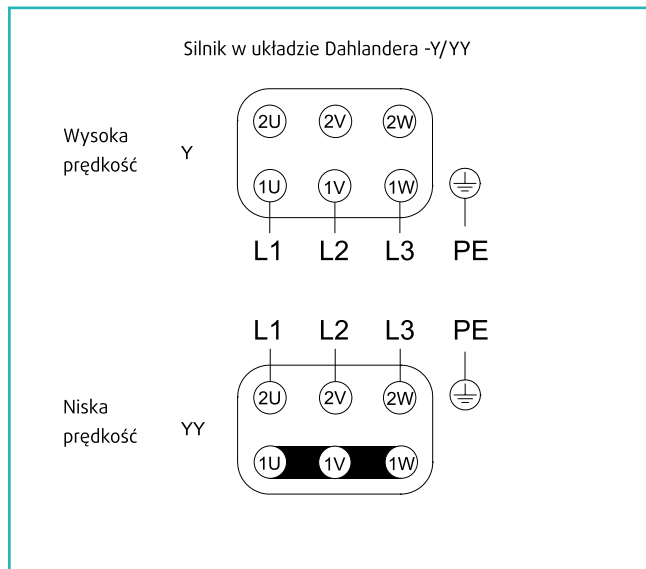 Silnik w układzie Dahlandera -Y/YY
Wysoka
prędkość
Y
2U 2V 2W
1U 1V 1W
L1 L2 L3 PE
L1 L2 L3 PE
Niska
prędkość
YY
2U 2V 2W
1U 1V 1W